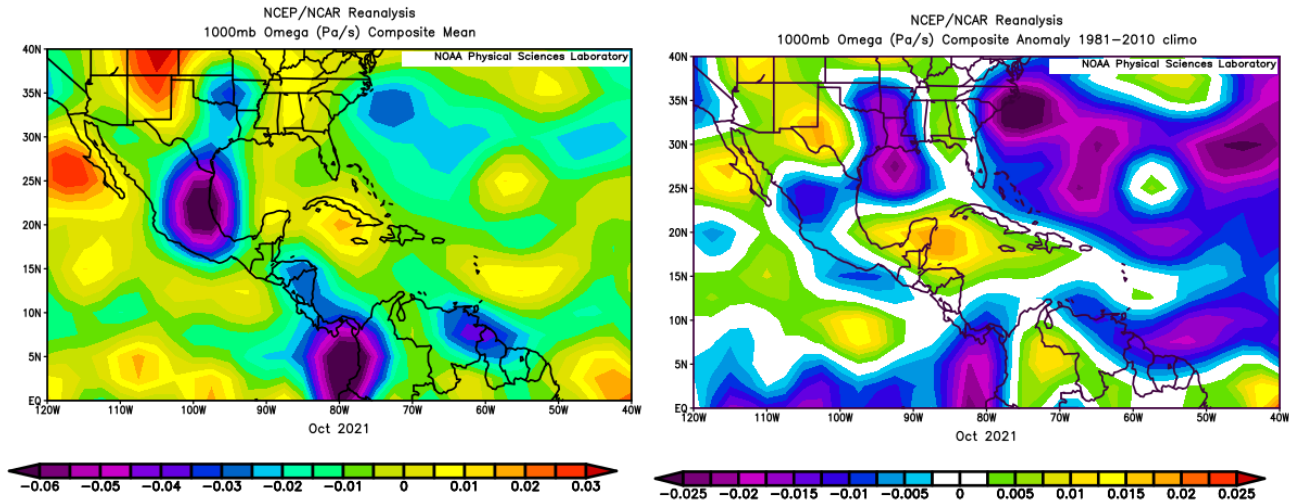 NCEP/NCAR Reanalysis
1000mb Omega (Pa/s) Composite Mean
NOAA Physical Sciences Laboratory
40N
35N
30N
25N
20N
15N
10N
5N
EQ
120W 110W 100W 90W 80W 70W 60W 50W 40W
Oct 2021
-0.06 -0.05 -0.04 -0.03 -0.02 -0.01 0 0.01 0.02 0.03
NCEP/NCAR Reanalysis
1000mb Omega (Pa/s) Composite Anomaly 1981-2010 climo
NOAA Physical Sciences Laboratory
40N
35N
30N
25N
20N
15N
10N
5N
EQ
120W 110W 100W 90W 80W 70W 60W 50W 40W
Oct 2021
-0.025 -0.02 -0.015 -0.01 -0.005 0 0.005 0.01 0.015 0.02 0.025